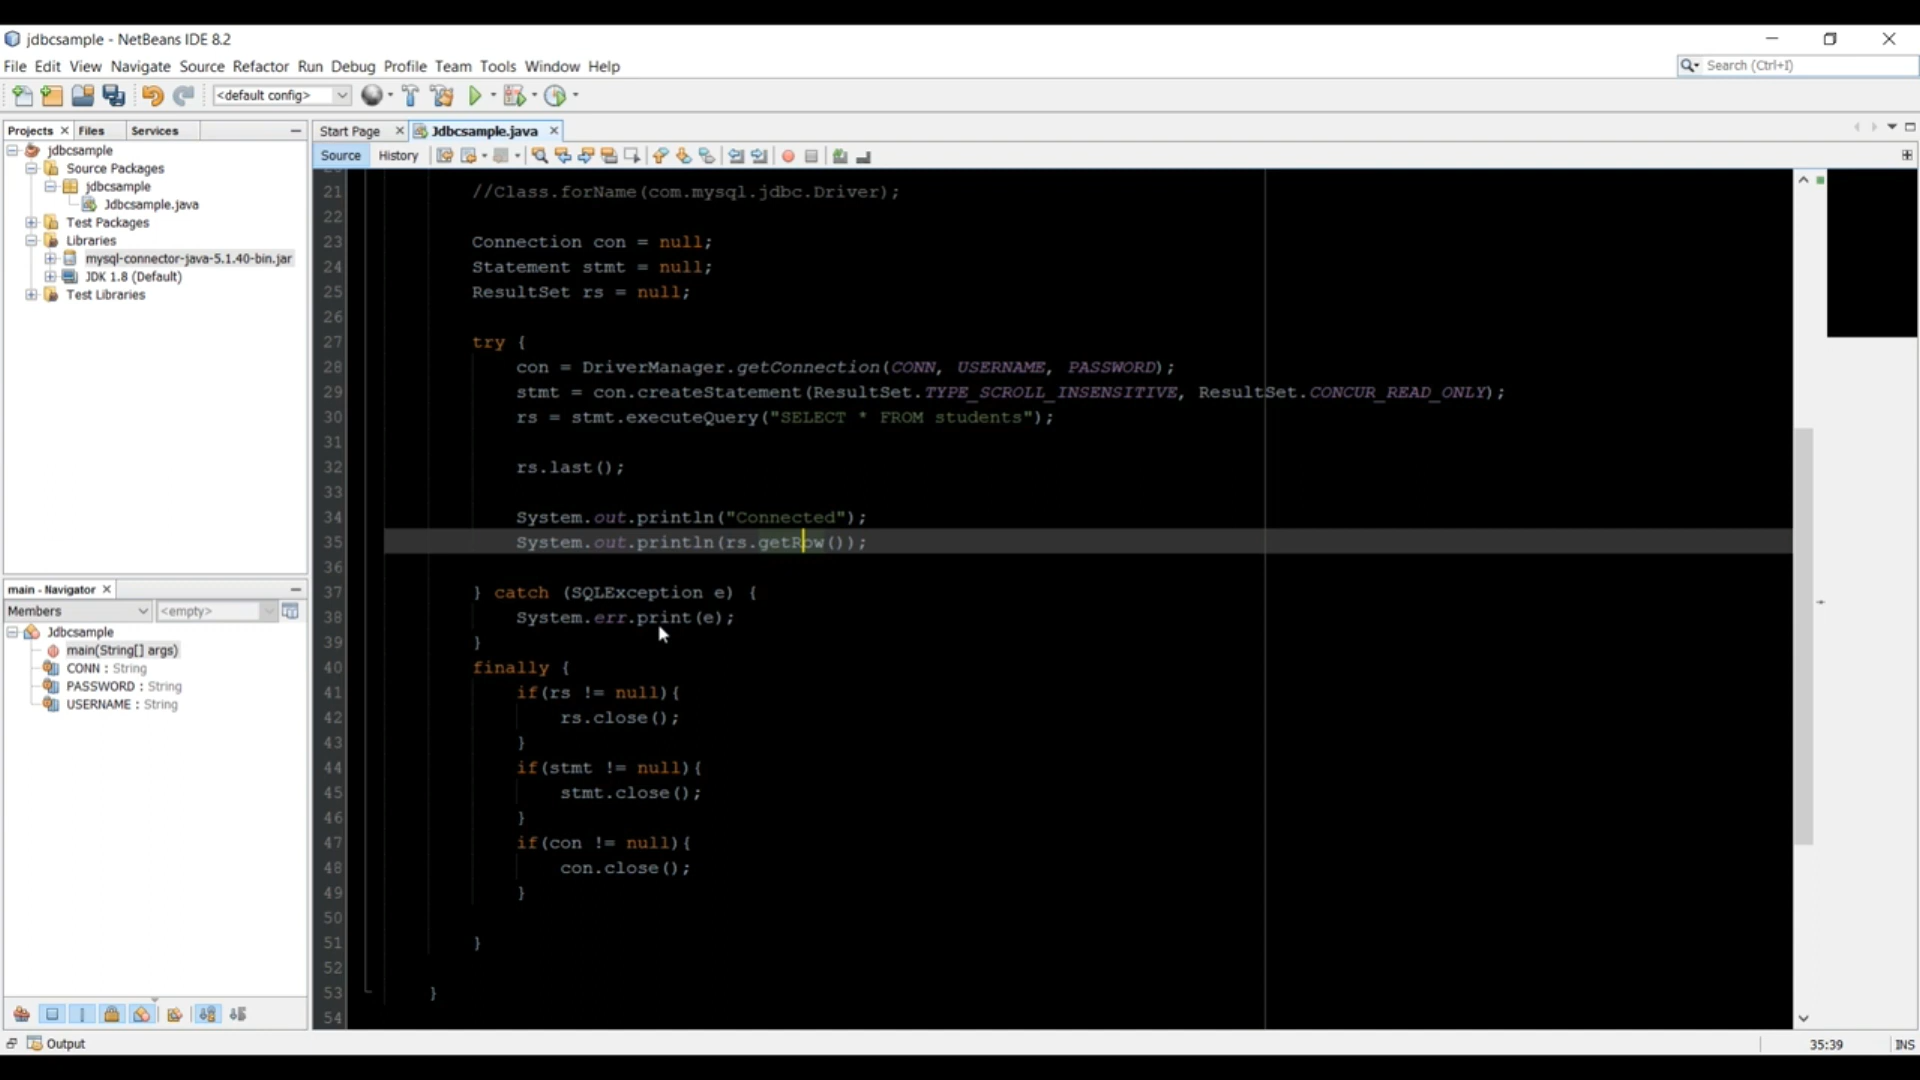 jdbcsample - NetBeans IDE 8.2
File Edit View Navigate Source Refactor Run Debug Profile Team Tools Window Help
Search (Ctrl+I)
<default config>
Projects Files Services
Start Page Jdbcsample.java
Source History
jdbcsample
Source Packages
jdbcsample
Jdbcsample.java
Test Packages
Libraries
mysql-connector-java-5.1.40-bin.jar
JDK 1.8 (Default)
Test Libraries
main - Navigator
Members <empty>
Jdbcsample
main(String[] args)
CONN : String
PASSWORD : String
USERNAME : String
21 //Class.forName(com.mysql.jdbc.Driver);
22
23 Connection con = null;
24 Statement stmt = null;
25 ResultSet rs = null;
26
27 try {
28 con = DriverManager.getConnection(CONN, USERNAME, PASSWORD);
29 stmt = con.createStatement(ResultSet.TYPE_SCROLL_INSENSITIVE, ResultSet.CONCUR_READ_ONLY);
30 rs = stmt.executeQuery("SELECT * FROM students");
31
32 rs.last();
33
34 System.out.println("Connected");
35 System.out.println(rs.getRow());
36
37 } catch (SQLException e) {
38 System.err.print(e);
39 }
40 finally {
41 if(rs != null){
42 rs.close();
43 }
44 if(stmt != null){
45 stmt.close();
46 }
47 if(con != null){
48 con.close();
49 }
50
51 }
52
53 }
54
Output
35:39 INS